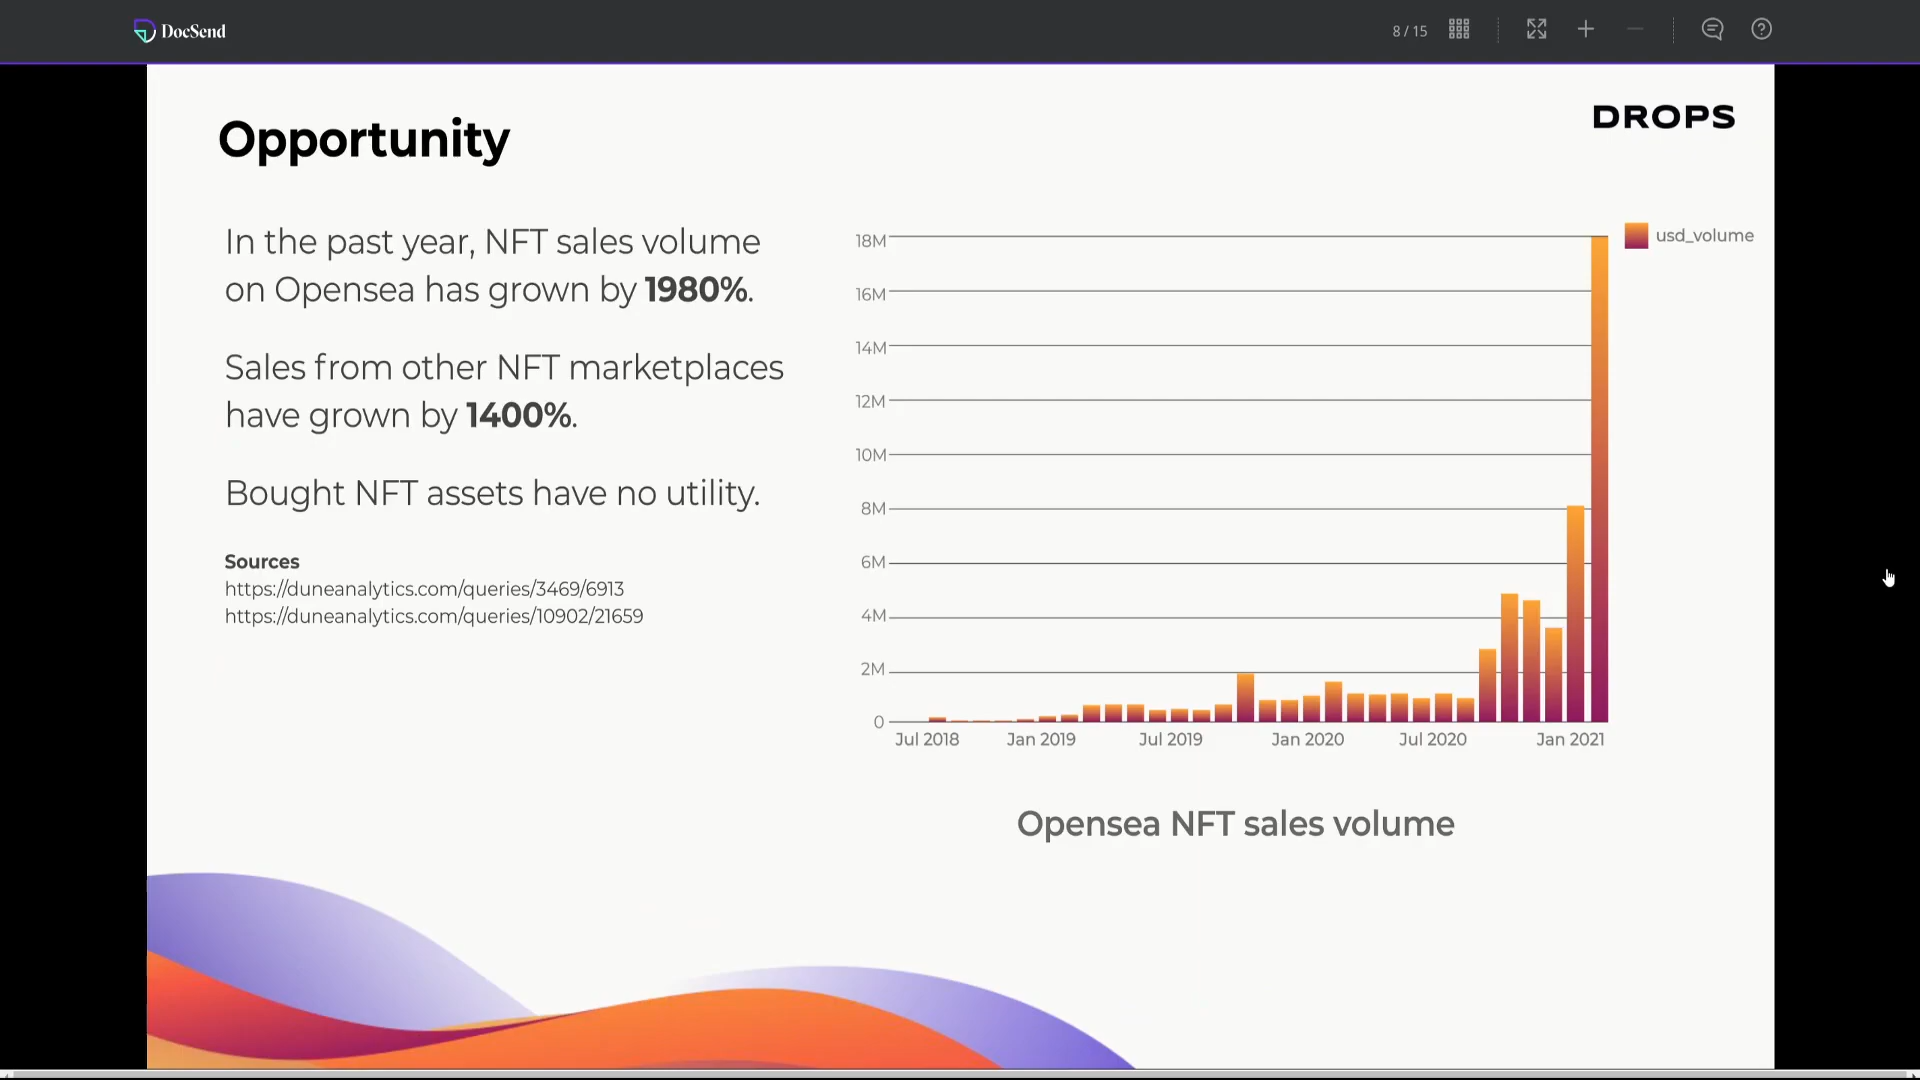 DocSend
8 / 15
Opportunity
DROPS
In the past year, NFT sales volume
on Opensea has grown by 1980%.
Sales from other NFT marketplaces
have grown by 1400%.
Bought NFT assets have no utility.
Sources
https://duneanalytics.com/queries/3469/6913
https://duneanalytics.com/queries/10902/21659
usd_volume
18M
16M
14M
12M
10M
8M
6M
4M
2M
0
Jul 2018 Jan 2019 Jul 2019 Jan 2020 Jul 2020 Jan 2021
Opensea NFT sales volume